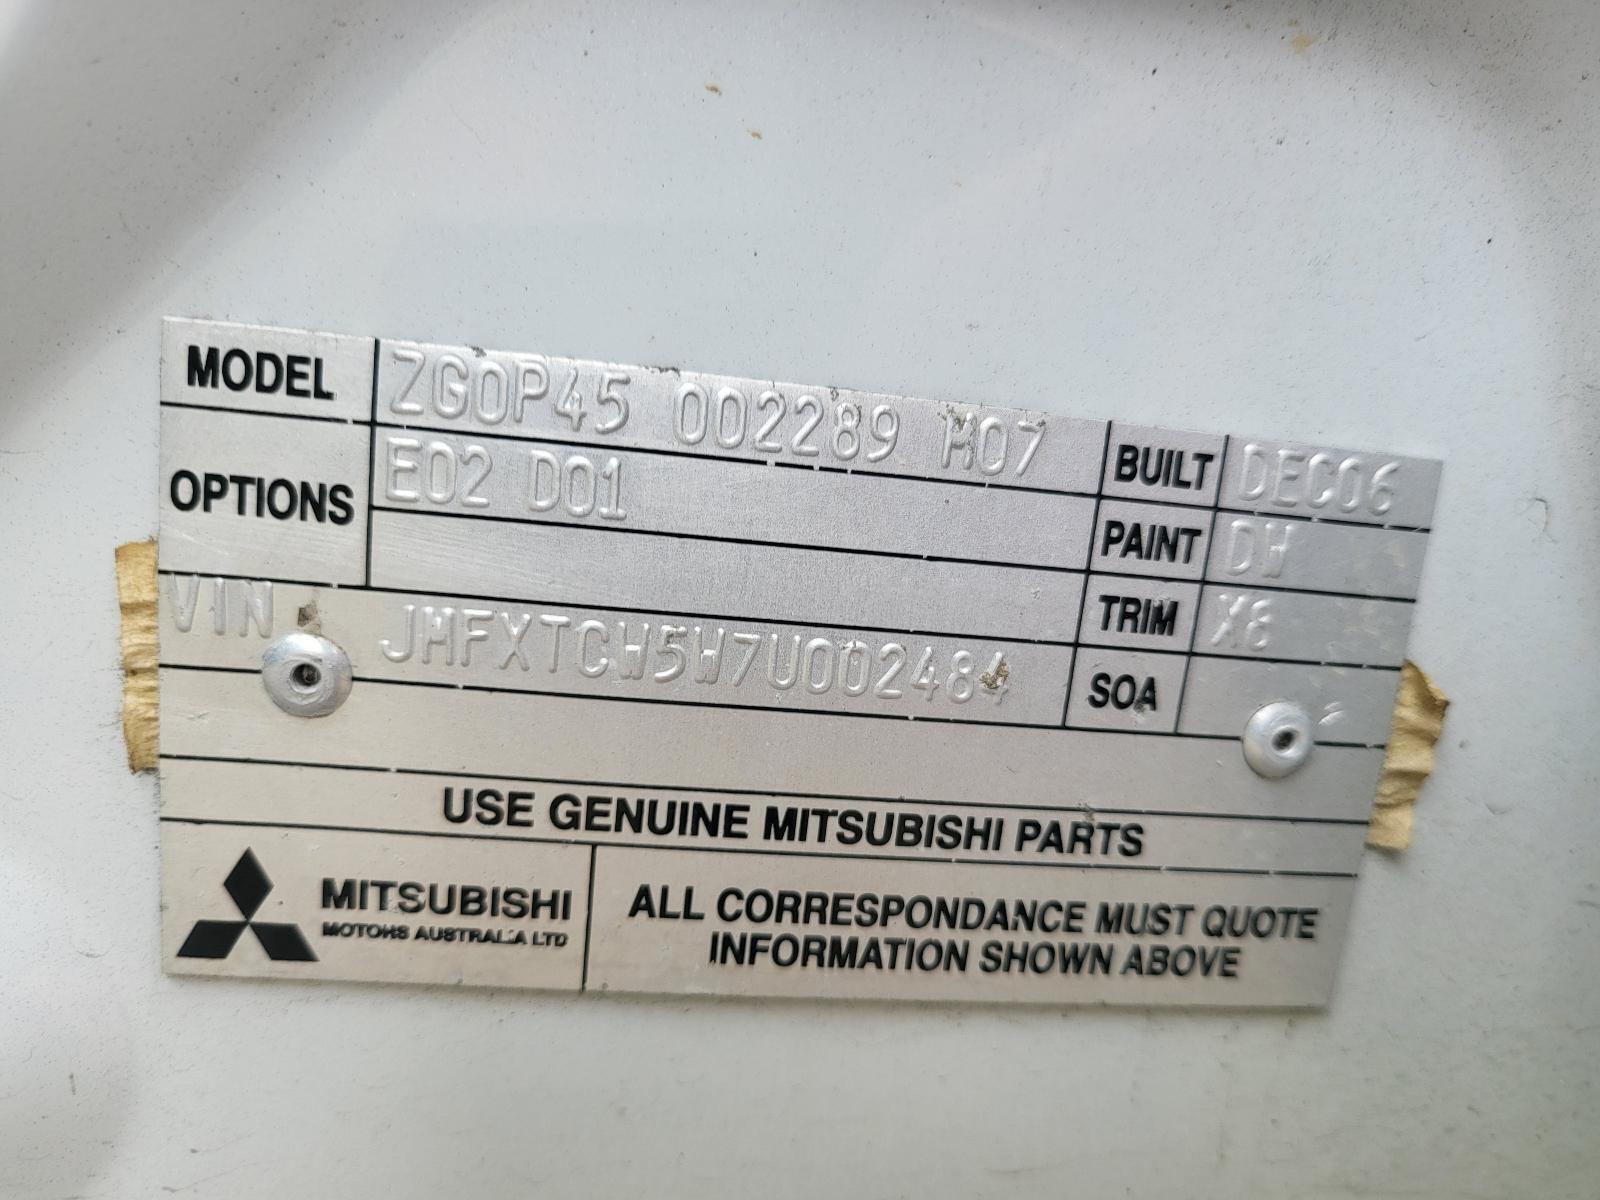 MODEL ZG0P45 002289 M07 BUILT DEC06
OPTIONS E02 D01 PAINT DW
TRIM X8
VIN JMFXTCW5W7U002484 SOA
USE GENUINE MITSUBISHI PARTS
MITSUBISHI
MOTORS AUSTRALIA LTD
ALL CORRESPONDANCE MUST QUOTE
INFORMATION SHOWN ABOVE